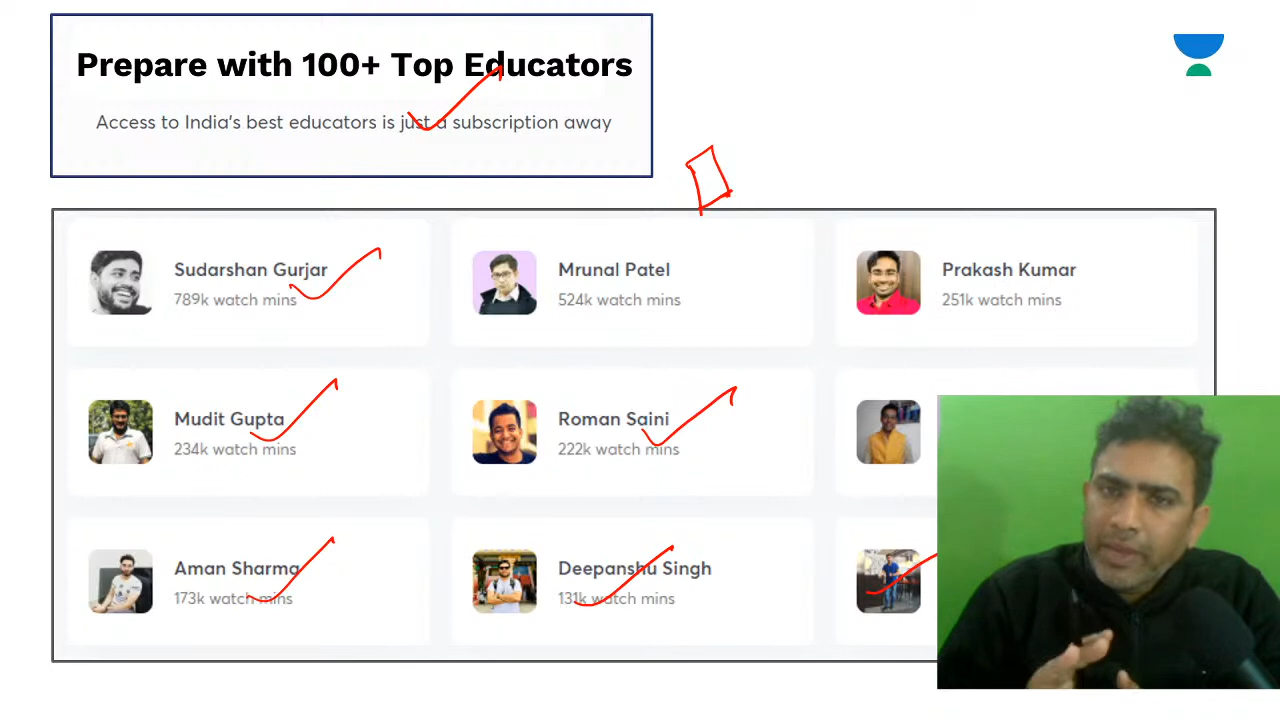 Prepare with 100+ Top Educators
Access to India's best educators is just a subscription away
Sudarshan Gurjar
789k watch mins
Mrunal Patel
524k watch mins
Prakash Kumar
251k watch mins
Mudit Gupta
234k watch mins
Roman Saini
222k watch mins
Aman Sharma
173k watch mins
Deepanshu Singh
131k watch mins